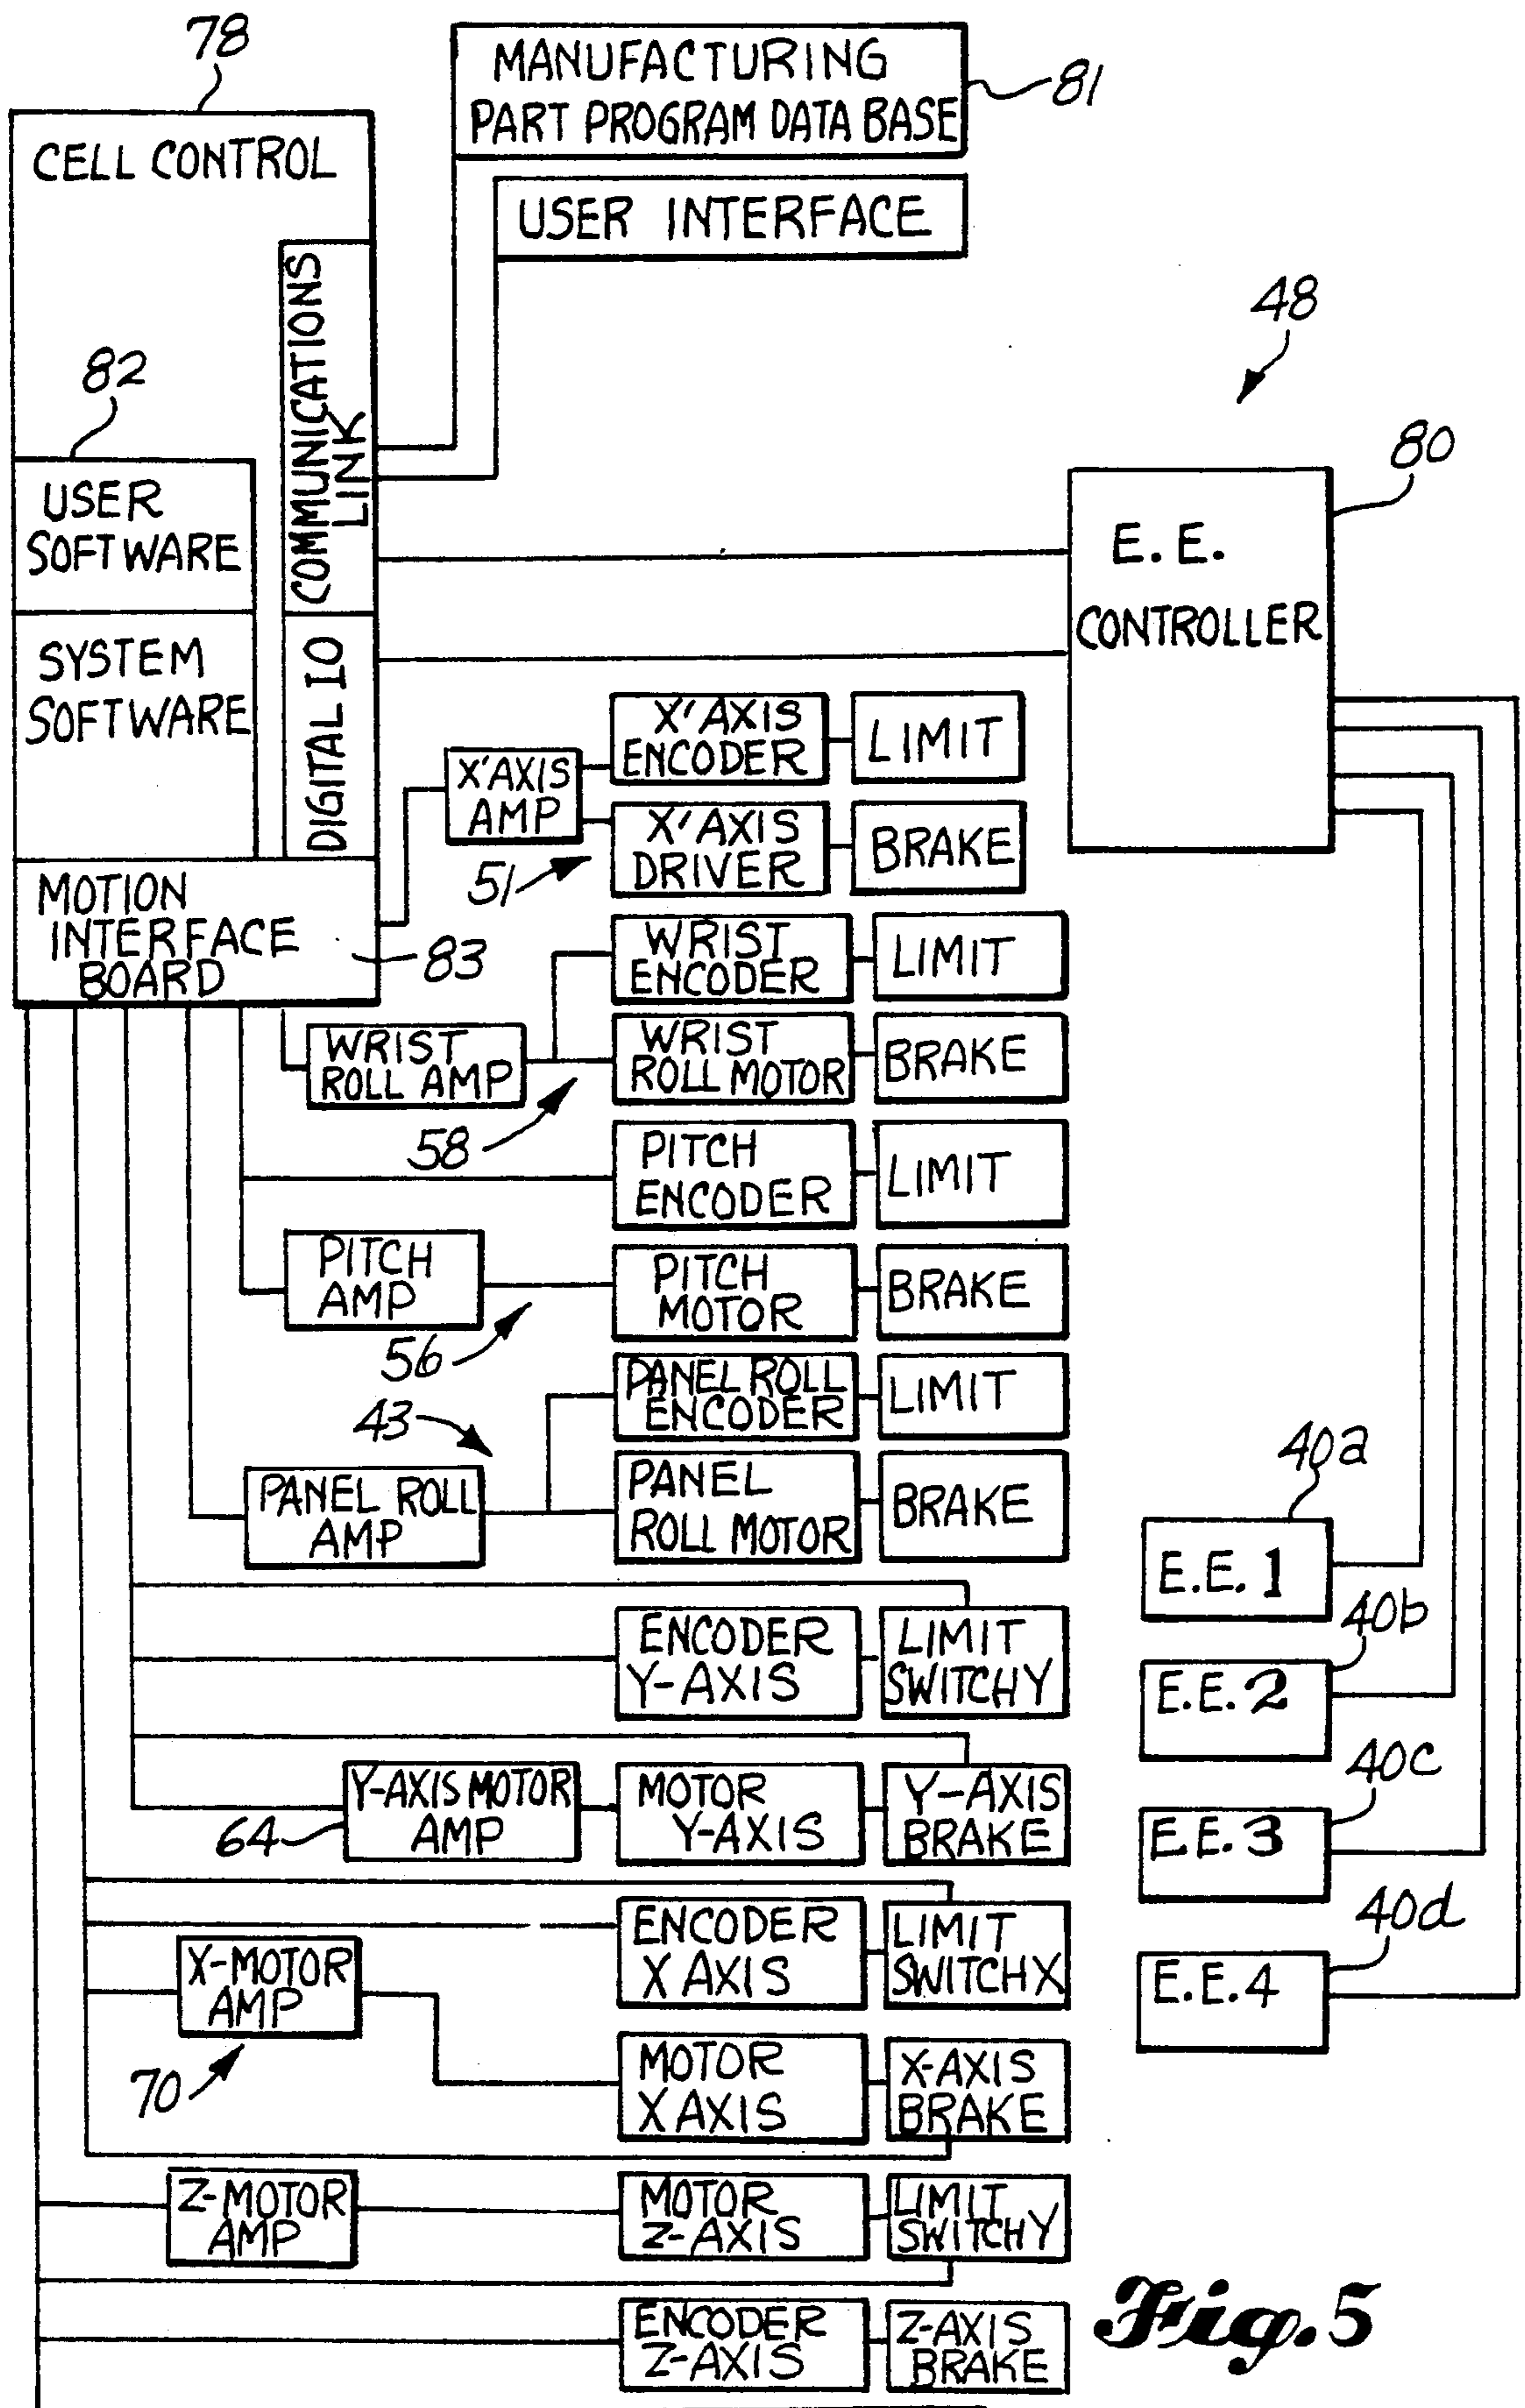 78
MANUFACTURING
PART PROGRAM DATA BASE
81
CELL CONTROL
USER INTERFACE
COMMUNICATIONS
LINK
48
82
80
USER
SOFTWARE
E. E.
CONTROLLER
SYSTEM
SOFTWARE
DIGITAL IO
X'AXIS
AMP
X'AXIS
ENCODER
LIMIT
51
X'AXIS
DRIVER
BRAKE
MOTION
INTERFACE
BOARD
83
WRIST
ENCODER
LIMIT
WRIST
ROLL AMP
WRIST
ROLL MOTOR
BRAKE
58
PITCH
ENCODER
LIMIT
PITCH
AMP
PITCH
MOTOR
BRAKE
56
PANEL ROLL
ENCODER
LIMIT
43
PANEL ROLL
AMP
PANEL
ROLL MOTOR
BRAKE
40a
E.E. 1
40b
ENCODER
Y-AXIS
LIMIT
SWITCHY
E.E. 2
40c
Y-AXIS MOTOR
AMP
64
MOTOR
Y-AXIS
Y-AXIS
BRAKE
E.E. 3
40d
ENCODER
X AXIS
LIMIT
SWITCHX
E.E. 4
X-MOTOR
AMP
70
MOTOR
X AXIS
X-AXIS
BRAKE
Z-MOTOR
AMP
MOTOR
Z-AXIS
LIMIT
SWITCHY
ENCODER
Z-AXIS
Z-AXIS
BRAKE
Fig. 5